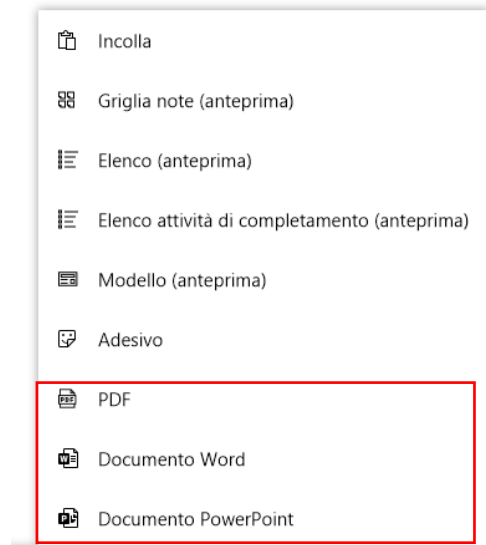 Incolla
Griglia note (anteprima)
Elenco (anteprima)
Elenco attività di completamento (anteprima)
Modello (anteprima)
Adesivo
PDF
Documento Word
Documento PowerPoint